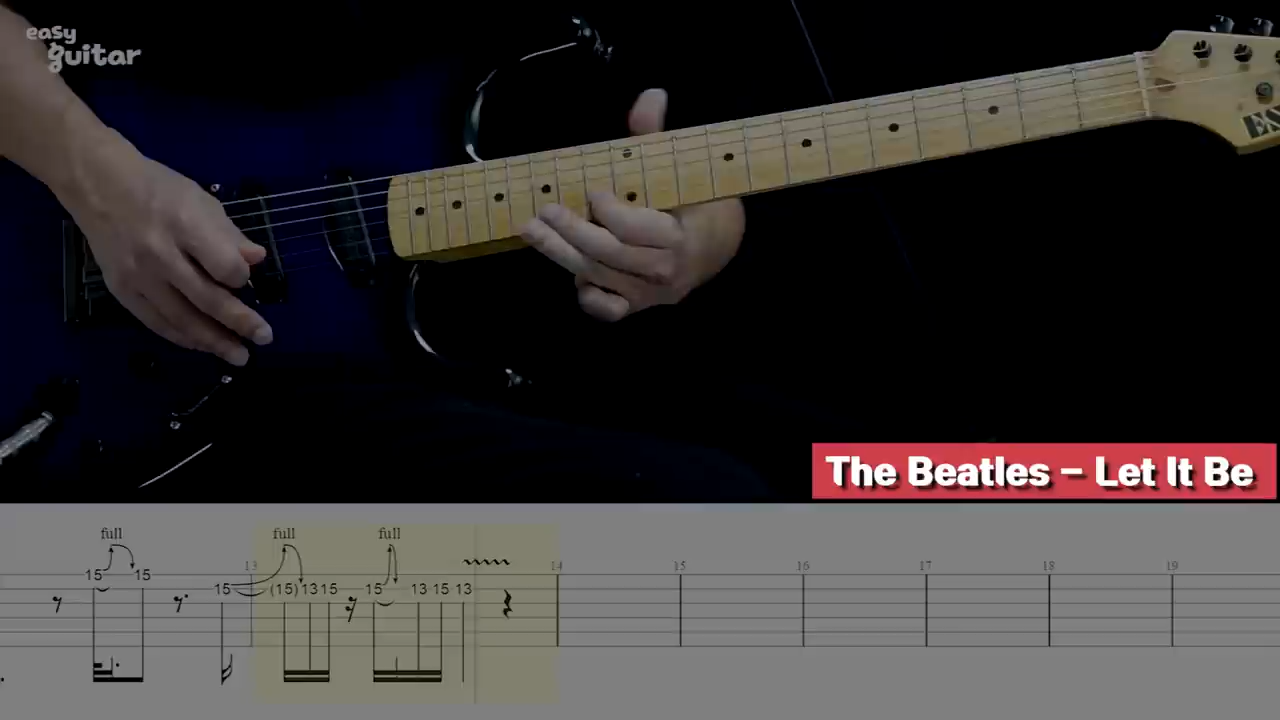 easy
guitar
ES
The Beatles – Let It Be
full full full
13 14 15 16 17 18 19
15 15
15 (15) 13 15 15 13 15 13